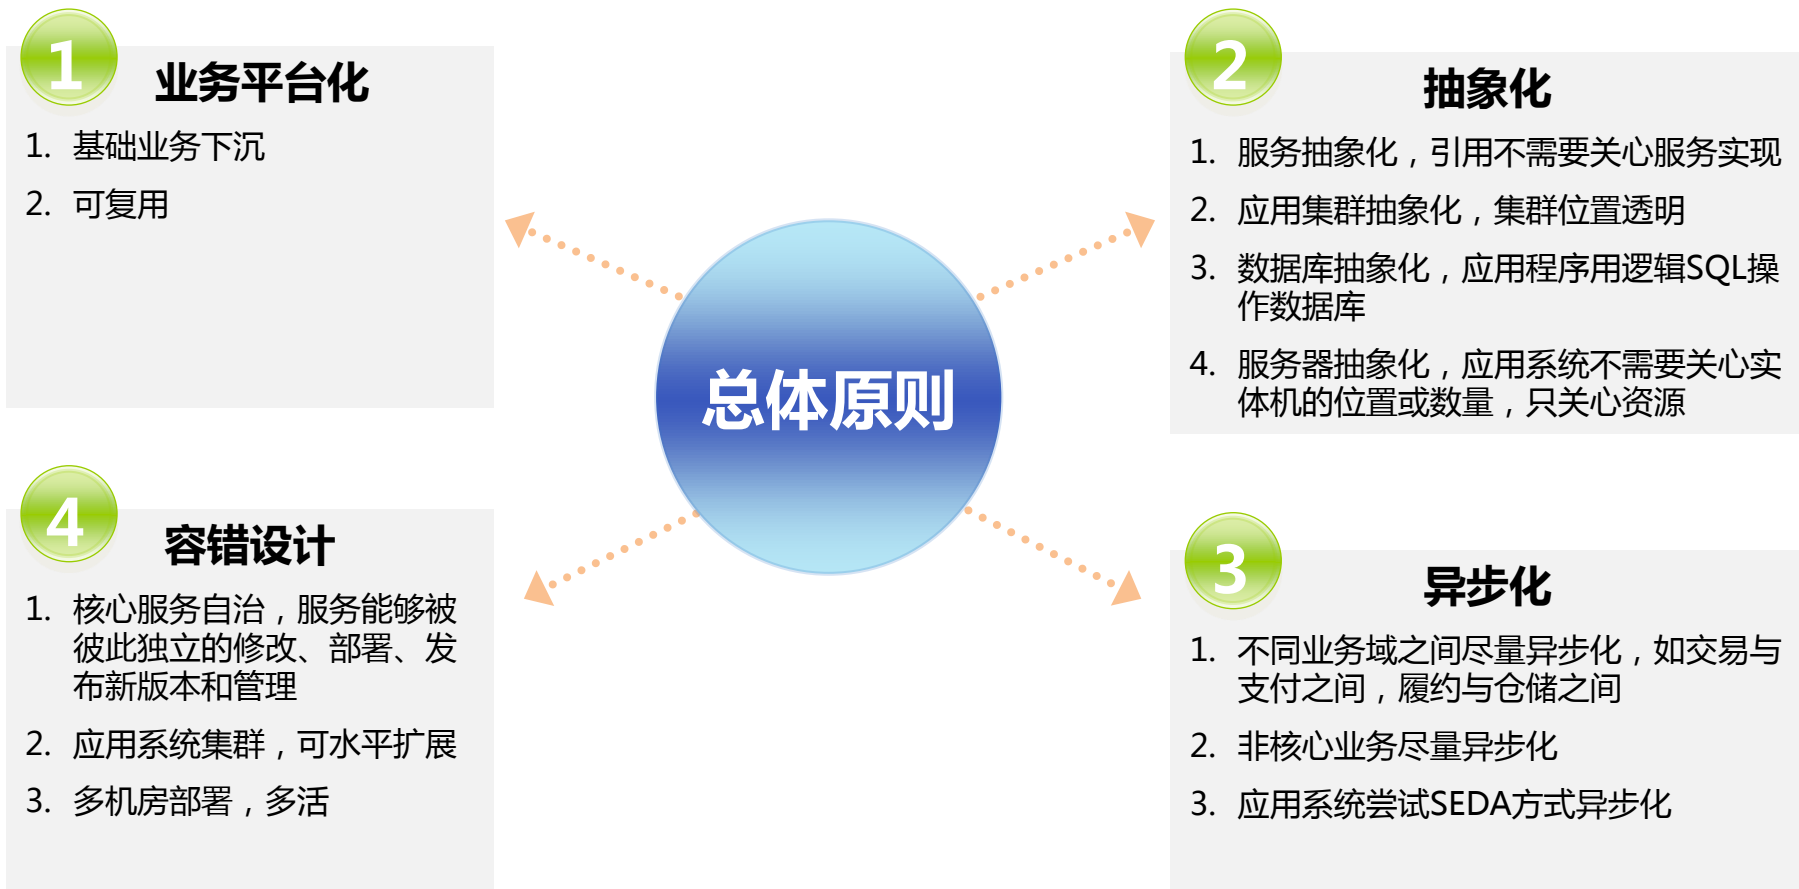 1
业务平台化
1. 基础业务下沉
2. 可复用
2
抽象化
1. 服务抽象化，引用不需要关心服务实现
2. 应用集群抽象化，集群位置透明
3. 数据库抽象化，应用程序用逻辑SQL操
作数据库
4. 服务器抽象化，应用系统不需要关心实
体机的位置或数量，只关心资源
总体原则
3
异步化
1. 不同业务域之间尽量异步化，如交易与
支付之间，履约与仓储之间
2. 非核心业务尽量异步化
3. 应用系统尝试SEDA方式异步化
4
容错设计
1. 核心服务自治，服务能够被
彼此独立的修改、部署、发
布新版本和管理
2. 应用系统集群，可水平扩展
3. 多机房部署，多活